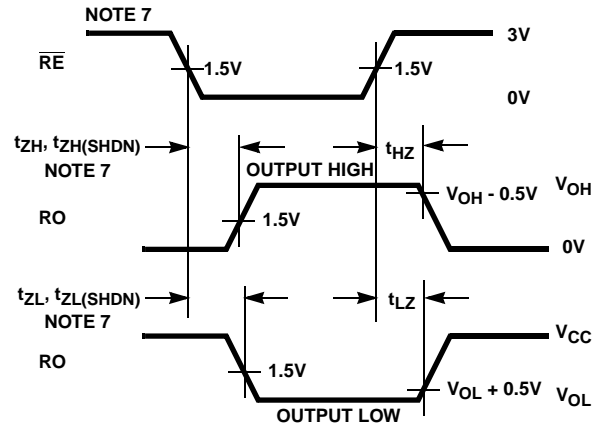 NOTE 7
3V
RE
1.5V
1.5V
0V
tZH, tZH(SHDN)
NOTE 7
OUTPUT HIGH
tHZ
VOH - 0.5V
VOH
RO
1.5V
0V
tZL, tZL(SHDN)
NOTE 7
tLZ
VCC
RO
1.5V
VOL + 0.5V
VOL
OUTPUT LOW